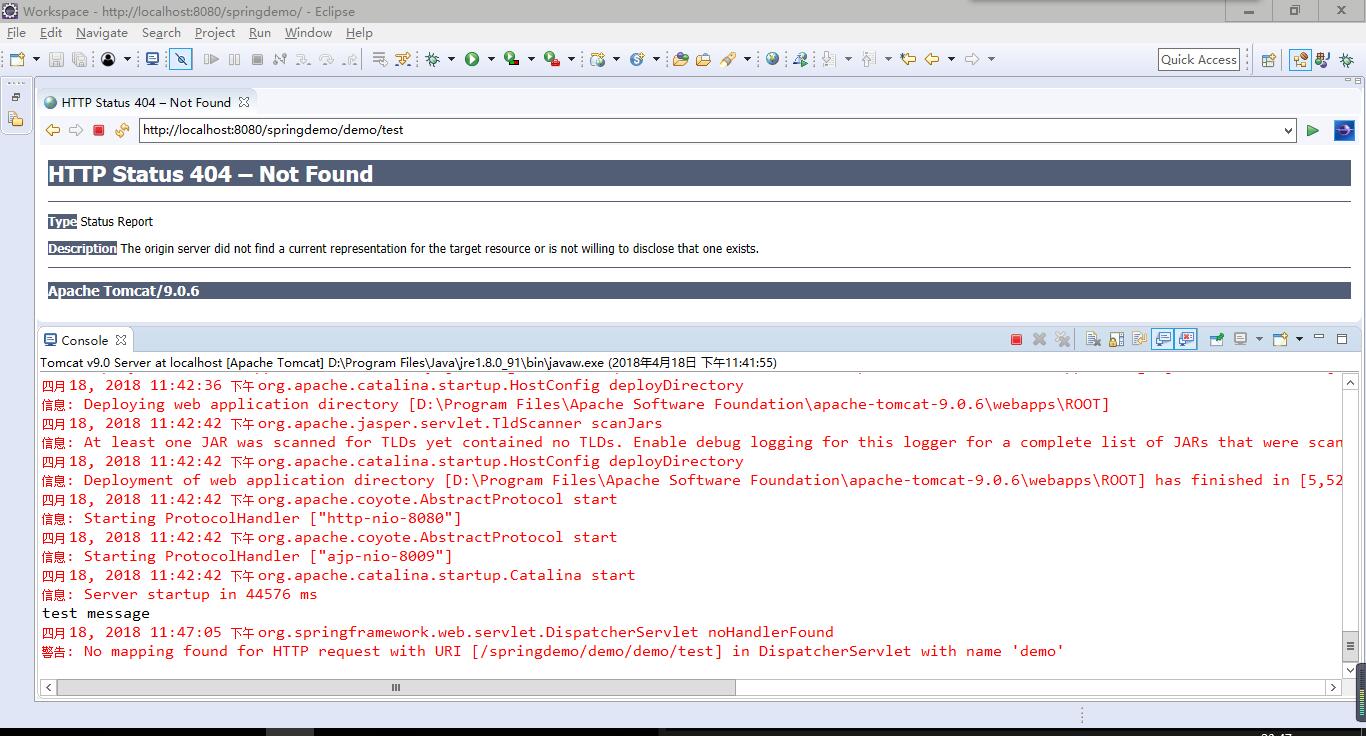 Workspace - http://localhost:8080/springdemo/ - Eclipse
File Edit Navigate Search Project Run Window Help
Quick Access
HTTP Status 404 – Not Found
http://localhost:8080/springdemo/demo/test
HTTP Status 404 – Not Found
Type Status Report
Description The origin server did not find a current representation for the target resource or is not willing to disclose that one exists.
Apache Tomcat/9.0.6
Console
Tomcat v9.0 Server at localhost [Apache Tomcat] D:\Program Files\Java\jre1.8.0_91\bin\javaw.exe (2018年4月18日 下午11:41:55)
四月 18, 2018 11:42:36 下午 org.apache.catalina.startup.HostConfig deployDirectory
信息: Deploying web application directory [D:\Program Files\Apache Software Foundation\apache-tomcat-9.0.6\webapps\ROOT]
四月 18, 2018 11:42:42 下午 org.apache.jasper.servlet.TldScanner scanJars
信息: At least one JAR was scanned for TLDs yet contained no TLDs. Enable debug logging for this logger for a complete list of JARs that were scan
四月 18, 2018 11:42:42 下午 org.apache.catalina.startup.HostConfig deployDirectory
信息: Deployment of web application directory [D:\Program Files\Apache Software Foundation\apache-tomcat-9.0.6\webapps\ROOT] has finished in [5,52
四月 18, 2018 11:42:42 下午 org.apache.coyote.AbstractProtocol start
信息: Starting ProtocolHandler ["http-nio-8080"]
四月 18, 2018 11:42:42 下午 org.apache.coyote.AbstractProtocol start
信息: Starting ProtocolHandler ["ajp-nio-8009"]
四月 18, 2018 11:42:42 下午 org.apache.catalina.startup.Catalina start
信息: Server startup in 44576 ms
test message
四月 18, 2018 11:47:05 下午 org.springframework.web.servlet.DispatcherServlet noHandlerFound
警告: No mapping found for HTTP request with URI [/springdemo/demo/demo/test] in DispatcherServlet with name 'demo'